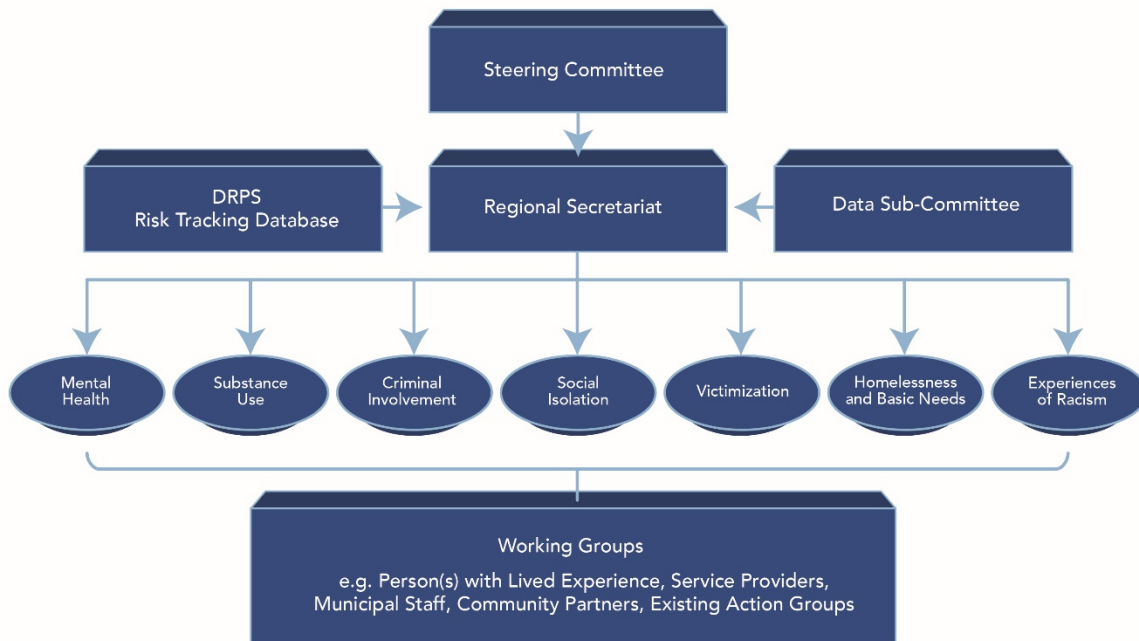 Steering Committee
DRPS
Risk Tracking Database
Regional Secretariat
Data Sub-Committee
Mental
Health
Substance
Use
Criminal
Involvement
Social
Isolation
Victimization
Homelessness
and Basic Needs
Experiences
of Racism
Working Groups
e.g. Person(s) with Lived Experience, Service Providers,
Municipal Staff, Community Partners, Existing Action Groups